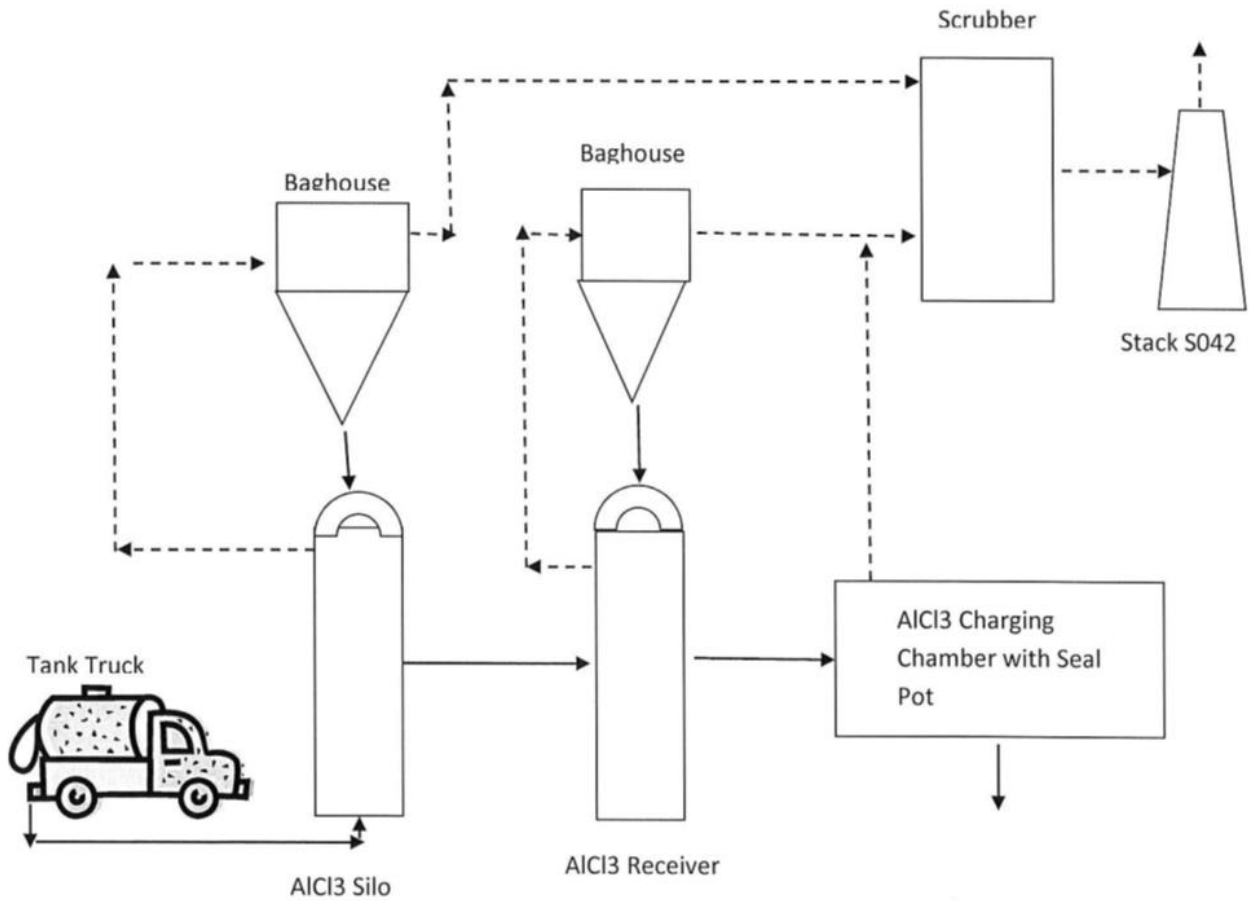 Scrubber
Baghouse
Baghouse
Stack S042
AlCl3 Charging
Chamber with Seal
Pot
Tank Truck
AlCl3 Receiver
AlCl3 Silo